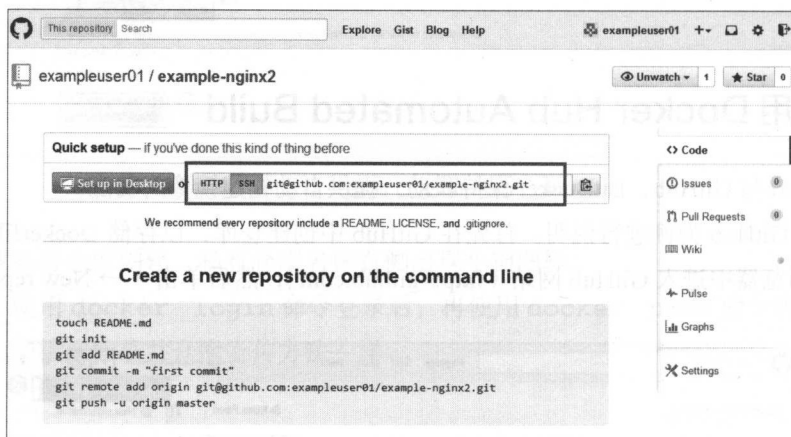 This repository Search Explore Gist Blog Help exampleuser01
exampleuser01 / example-nginx2 Unwatch 1 Star 0
Quick setup — if you've done this kind of thing before
Set up in Desktop or HTTP SSH git@github.com:exampleuser01/example-nginx2.git
We recommend every repository include a README, LICENSE, and .gitignore.
Create a new repository on the command line
touch README.md
git init
git add README.md
git commit -m "first commit"
git remote add origin git@github.com:exampleuser01/example-nginx2.git
git push -u origin master
Code
Issues 0
Pull Requests 0
Wiki
Pulse
Graphs
Settings